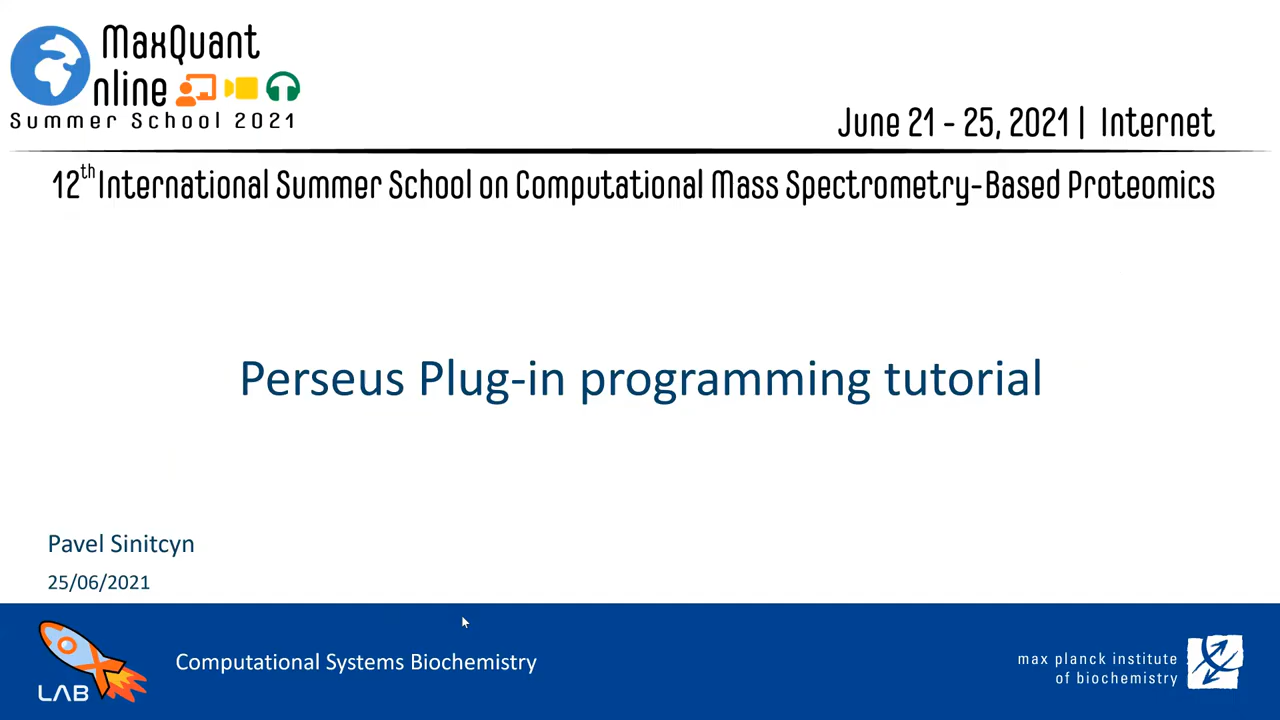 MaxQuant
nline
Summer School 2021
June 21 - 25, 2021 | Internet
12th International Summer School on Computational Mass Spectrometry-Based Proteomics
Perseus Plug-in programming tutorial
Pavel Sinitcyn
25/06/2021
LAB
Computational Systems Biochemistry
max planck institute
of biochemistry